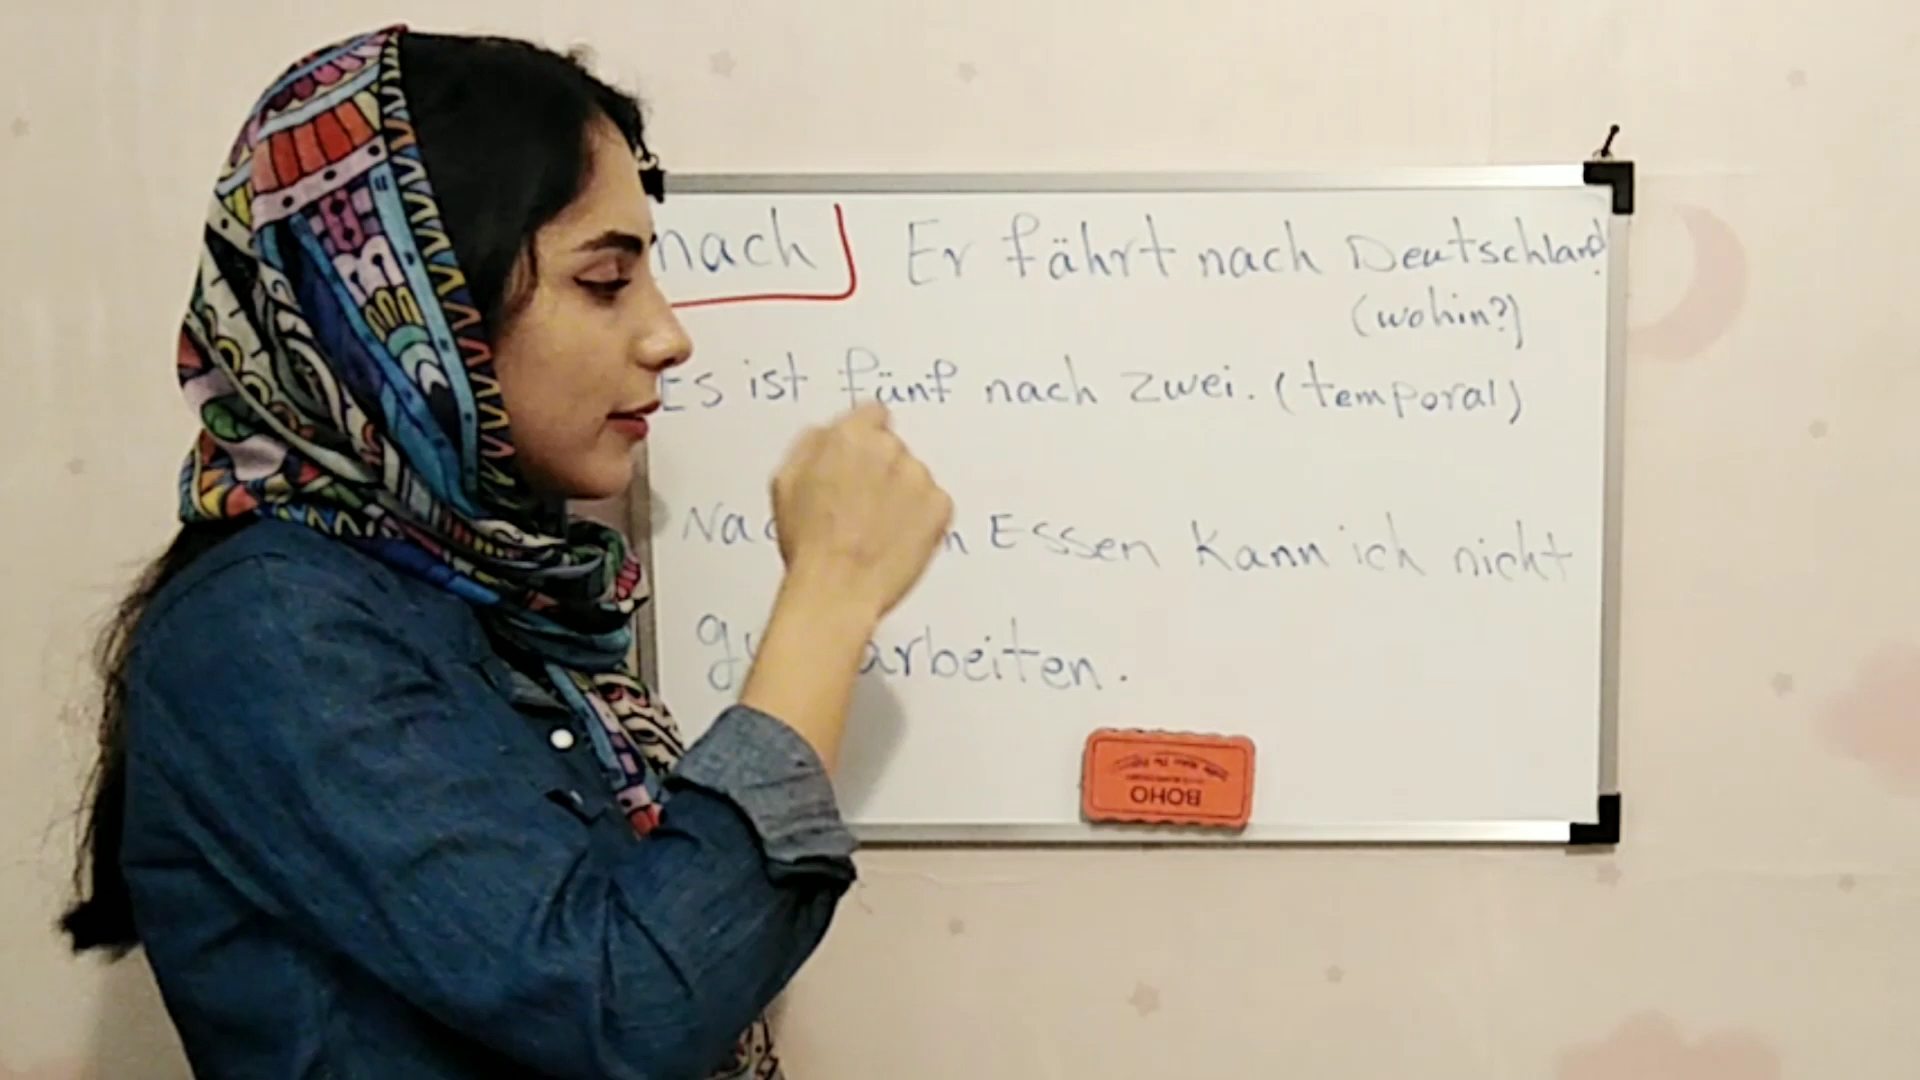 nach
Er fährt nach Deutschland
(wohin?)
Es ist fünf nach zwei. (temporal)
Essen kann ich nicht
arbeiten.
BOHO